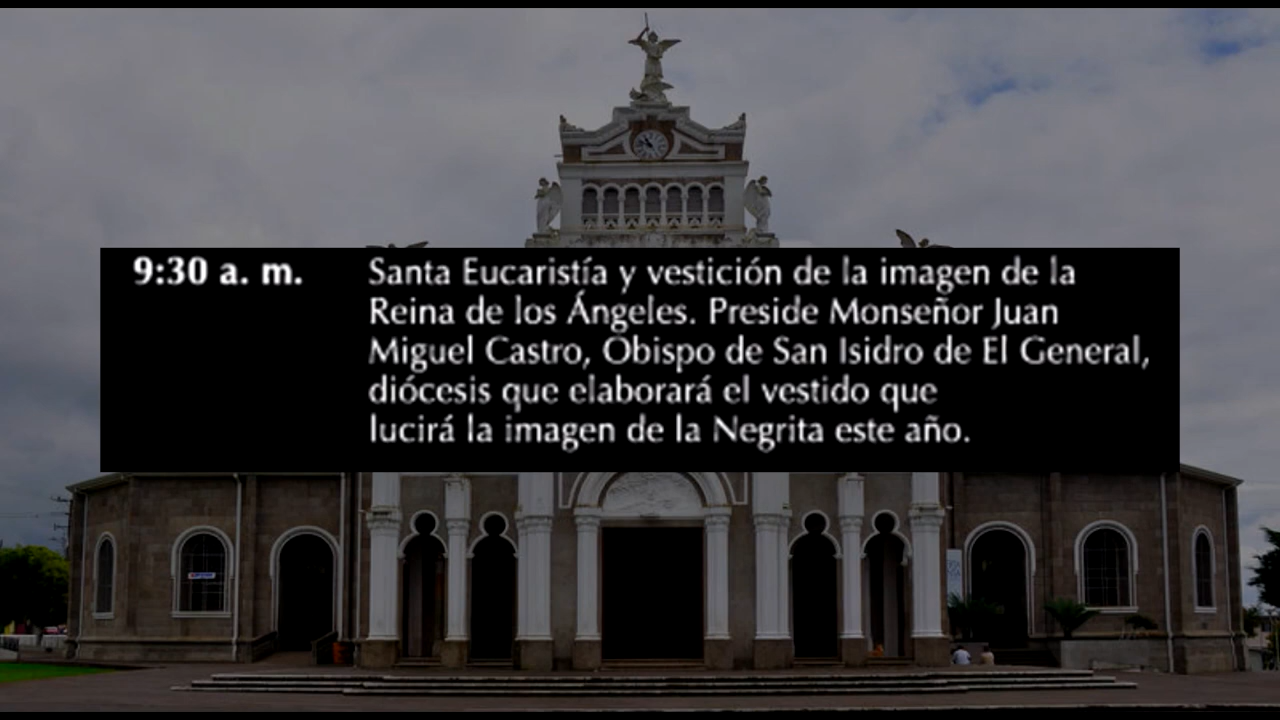 9:30 a. m. Santa Eucaristía y vestición de la imagen de la
Reina de los Ángeles. Preside Monseñor Juan
Miguel Castro, Obispo de San Isidro de El General,
diócesis que elaborará el vestido que
lucirá la imagen de la Negrita este año.